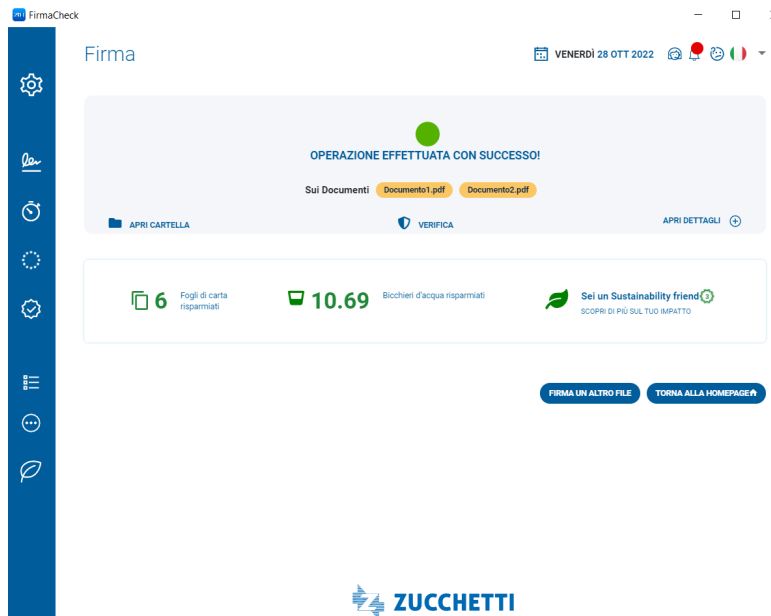 FirmaCheck
Firma
VENERDÌ 28 OTT 2022
OPERAZIONE EFFETTUATA CON SUCCESSO!
Sui Documenti Documento1.pdf Documento2.pdf
APRI CARTELLA VERIFICA APRI DETTAGLI
6 Fogli di carta
risparmiati
10.69 Bicchieri d'acqua risparmiati
Sei un Sustainability friend 3
SCOPRI DI PIÙ SUL TUO IMPATTO
FIRMA UN ALTRO FILE TORNA ALLA HOMEPAGE
ZUCCHETTI